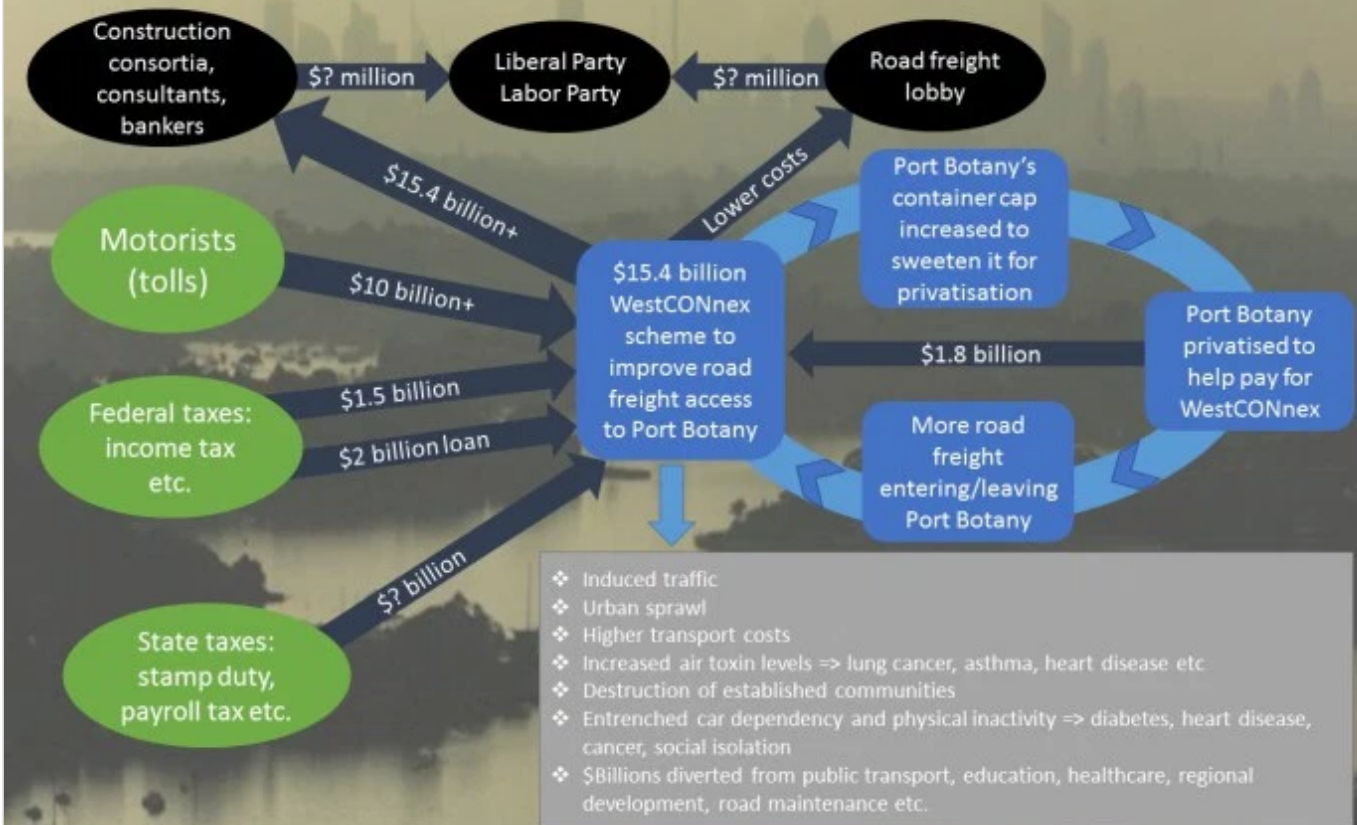 Construction
consortia,
consultants,
bankers
$? million
Liberal Party
Labor Party
$? million
Road freight
lobby
$15.4 billion+
Lower costs
Port Botany’s
container cap
increased to
sweeten it for
privatisation
Motorists
(tolls)
$10 billion+
$15.4 billion
WestCONnex
scheme to
improve road
freight access
to Port Botany
$1.8 billion
Port Botany
privatised to
help pay for
WestCONnex
Federal taxes:
income tax
etc.
$1.5 billion
$2 billion loan
More road
freight
entering/leaving
Port Botany
State taxes:
stamp duty,
payroll tax etc.
$? billion
❖ Induced traffic
❖ Urban sprawl
❖ Higher transport costs
❖ Increased air toxin levels => lung cancer, asthma, heart disease etc
❖ Destruction of established communities
❖ Entrenched car dependency and physical inactivity => diabetes, heart disease,
cancer, social isolation
❖ $Billions diverted from public transport, education, healthcare, regional
development, road maintenance etc.